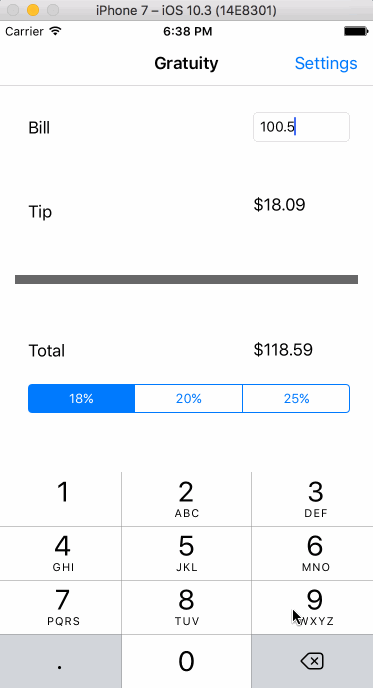 iPhone 7 – iOS 10.3 (14E8301)
Carrier 6:38 PM
Gratuity Settings
Bill 100.5
Tip $18.09
Total $118.59
18% 20% 25%
1 2 3
ABC DEF
4 5 6
GHI JKL MNO
7 8 9
PQRS TUV WXYZ
. 0